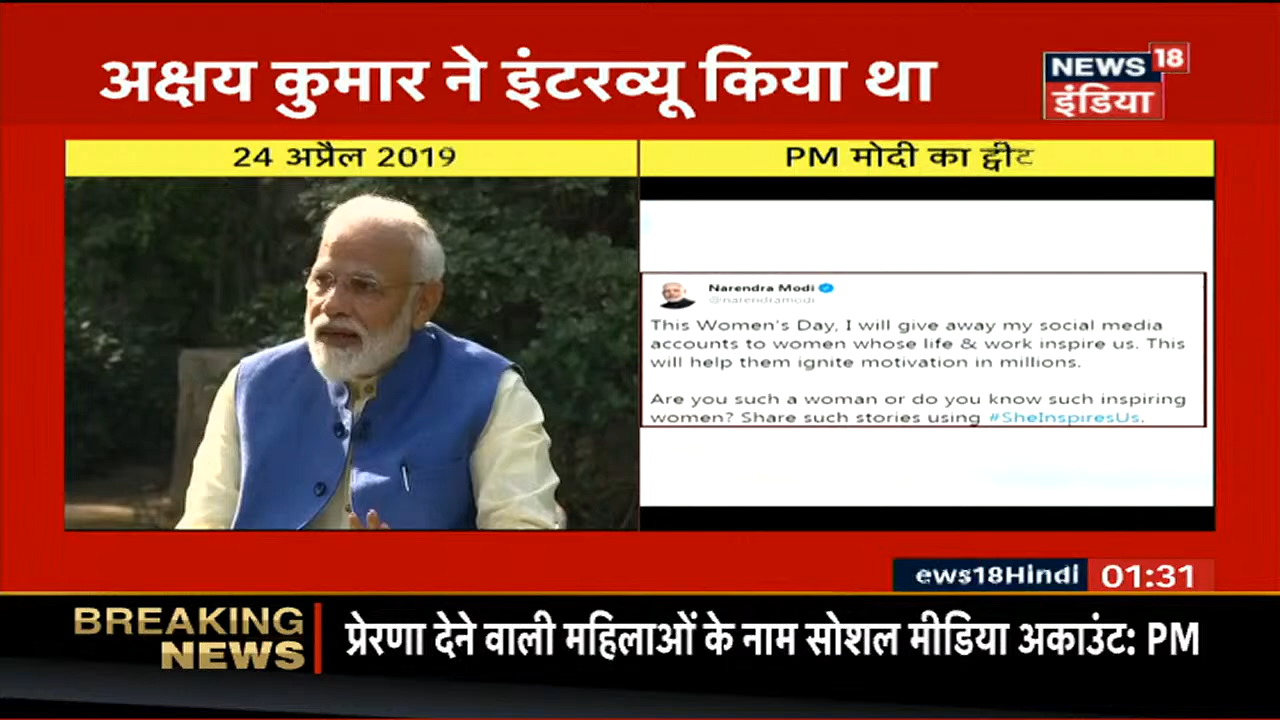 अक्षय कुमार ने इंटरव्यू किया था
NEWS 18
इंडिया
24 अप्रैल 2019
PM मोदी का ट्वीट
Narendra Modi
@narendramodi
This Women's Day, I will give away my social media
accounts to women whose life & work inspire us. This
will help them ignite motivation in millions.
Are you such a woman or do you know such inspiring
women? Share such stories using #SheInspiresUs.
ews18Hindi 01:31
BREAKING
NEWS
प्रेरणा देने वाली महिलाओं के नाम सोशल मीडिया अकाउंट: PM